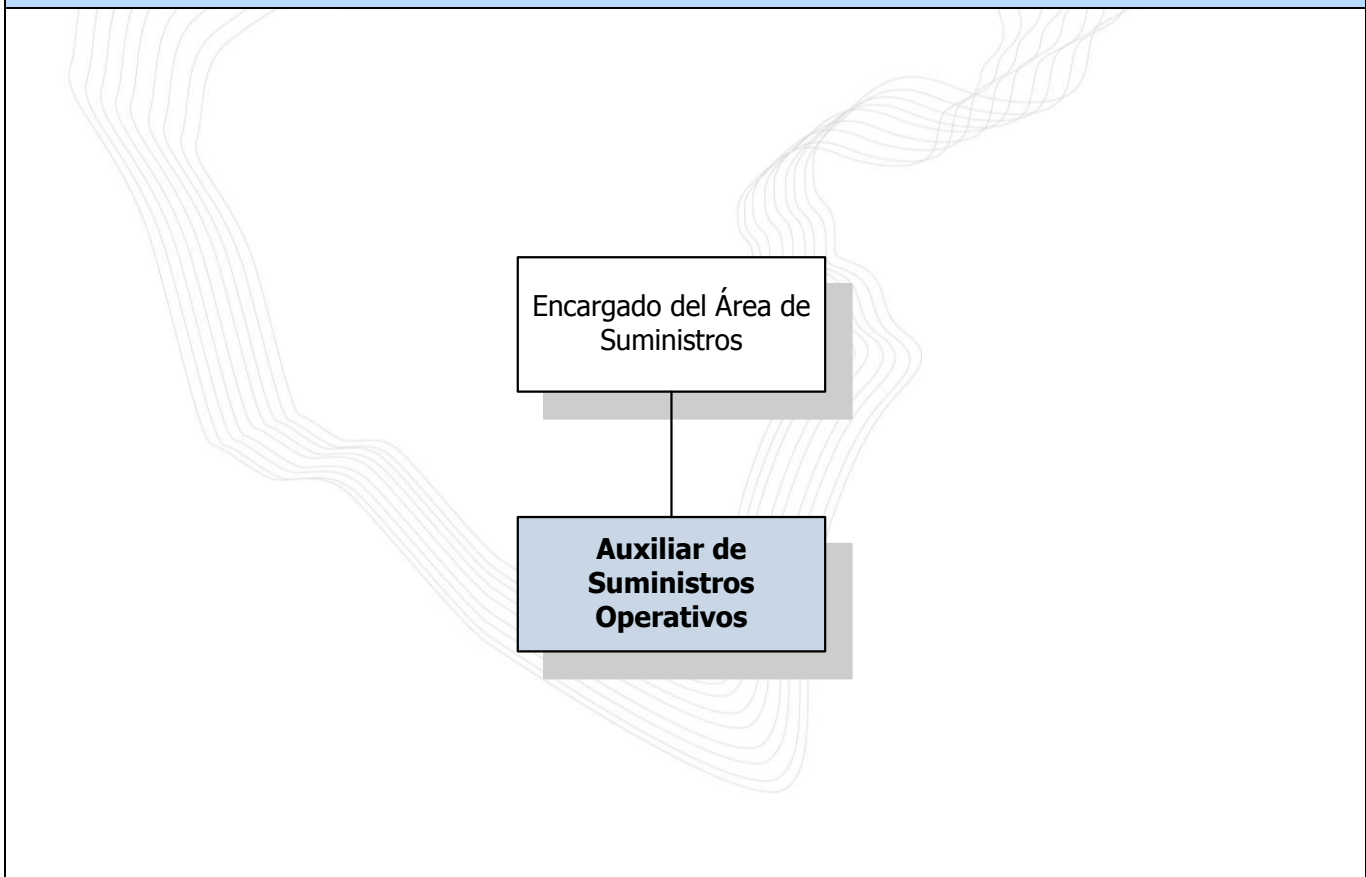 Encargado del Área de
Suministros
Auxiliar de
Suministros
Operativos